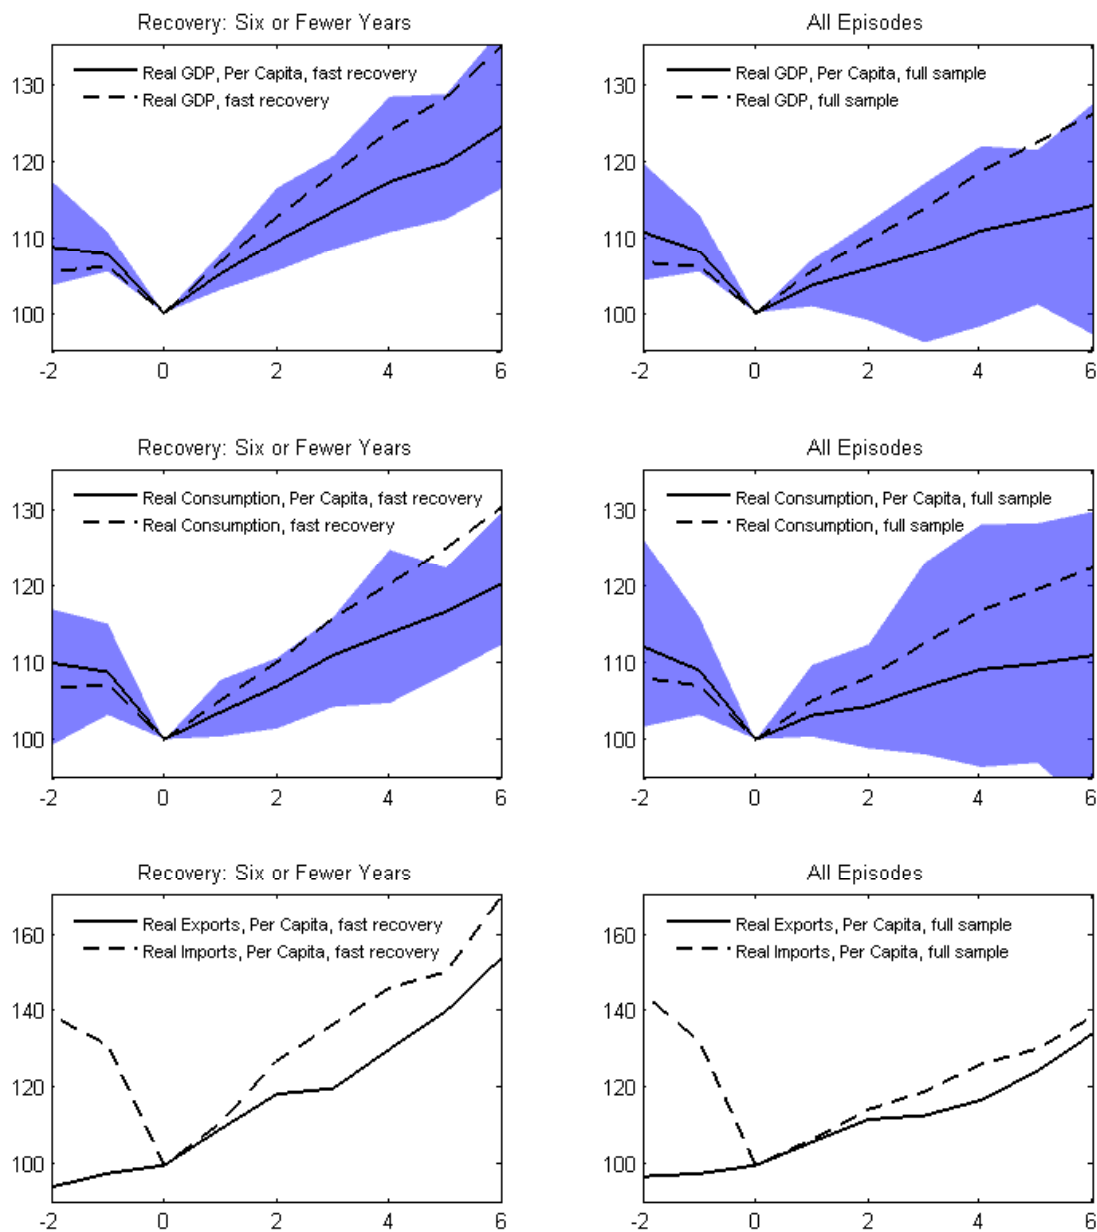 Recovery: Six or Fewer Years
Real GDP, Per Capita, fast recovery
Real GDP, fast recovery
130
120
110
100
-2 0 2 4 6
All Episodes
Real GDP, Per Capita, full sample
Real GDP, full sample
130
120
110
100
-2 0 2 4 6
Recovery: Six or Fewer Years
Real Consumption, Per Capita, fast recovery
Real Consumption, fast recovery
130
120
110
100
-2 0 2 4 6
All Episodes
Real Consumption, Per Capita, full sample
Real Consumption, full sample
130
120
110
100
-2 0 2 4 6
Recovery: Six or Fewer Years
Real Exports, Per Capita, fast recovery
Real Imports, Per Capita, fast recovery
160
140
120
100
-2 0 2 4 6
All Episodes
Real Exports, Per Capita, full sample
Real Imports, Per Capita, full sample
160
140
120
100
-2 0 2 4 6